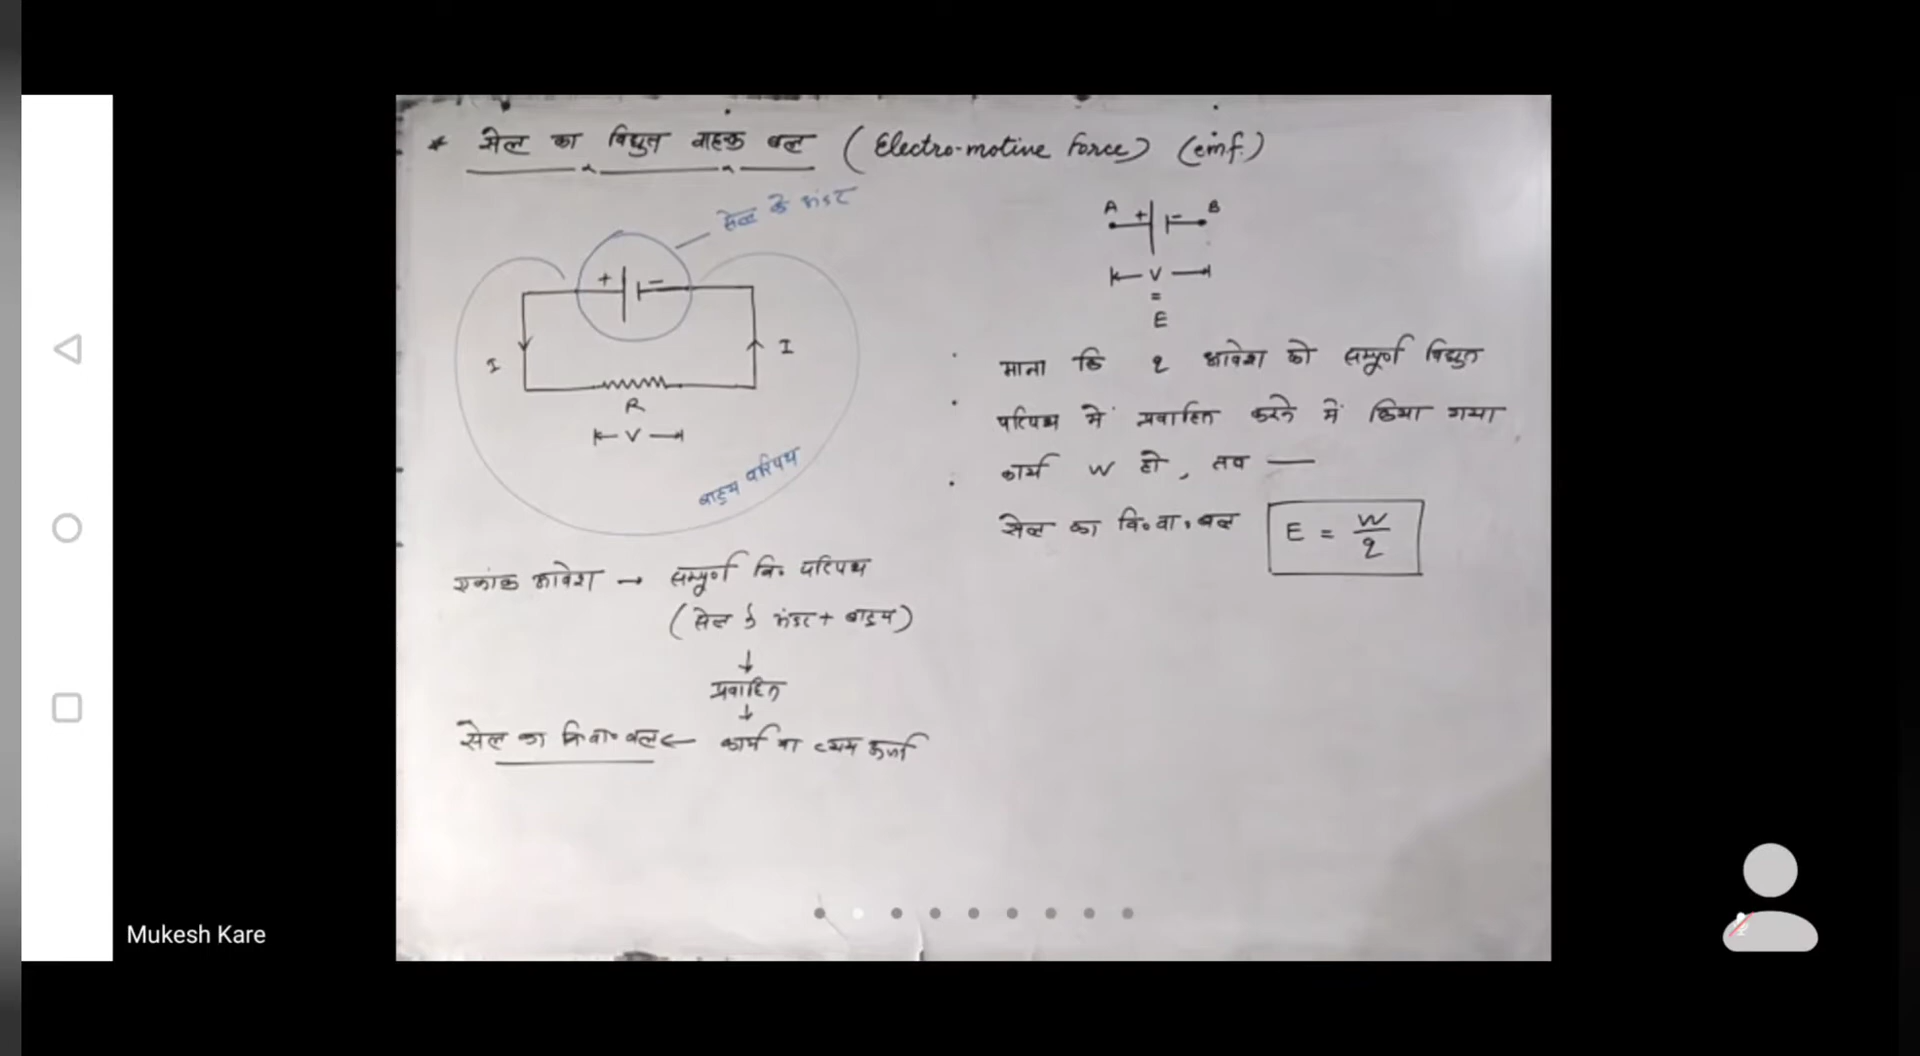 * सेल का विद्युत वाहक बल (Electro-motive Force) (emf.)
सेल के अंदर
+ -
I
I
R
V
बाह्य परिपथ
एकांक आवेश → सम्पूर्ण वि. परिपथ
(सेल के अंदर + बाह्य)
↓
प्रवाहित
↓
सेल का वि.वा.बल ← कार्य या व्यय ऊर्जा
A + - B
V
=
E
माना कि q आवेश को सम्पूर्ण विद्युत
परिपथ में प्रवाहित करने में किया गया
कार्य W हो, तब —
सेल का वि॰वा॰बल E = W/q
Mukesh Kare